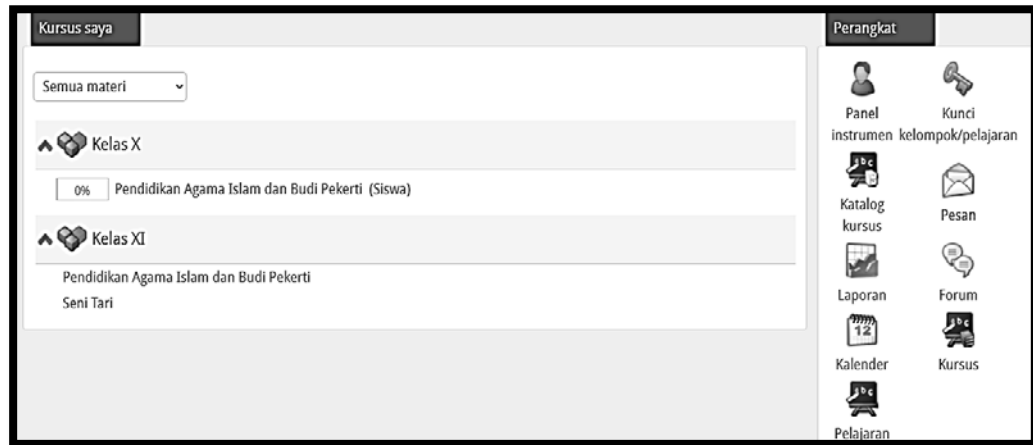 Kursus saya
Semua materi
Kelas X
0% Pendidikan Agama Islam dan Budi Pekerti (Siswa)
Kelas XI
Pendidikan Agama Islam dan Budi Pekerti
Seni Tari
Perangkat
Panel instrumen
Kunci kelompok/pelajaran
Katalog kursus
Pesan
Laporan
Forum
12
Kalender
Kursus
Pelajaran